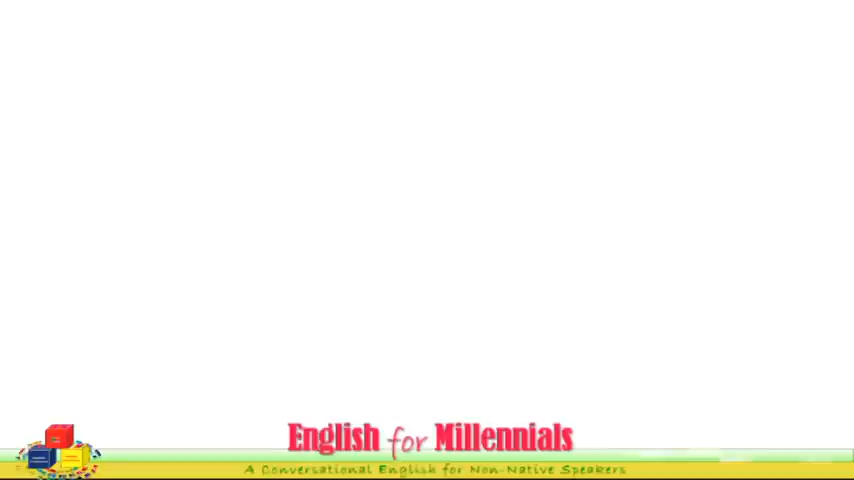 English for Millennials
A Conversational English for Non-Native Speakers